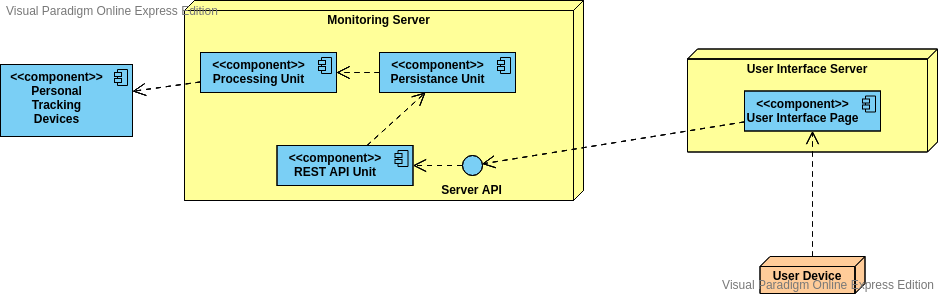 Visual Paradigm Online Express Edition
Monitoring Server
<<component>>
Processing Unit
<<component>>
Persistance Unit
<<component>>
Personal
Tracking
Devices
User Interface Server
<<component>>
User Interface Page
<<component>>
REST API Unit
Server API
User Device
Visual Paradigm Online Express Edition